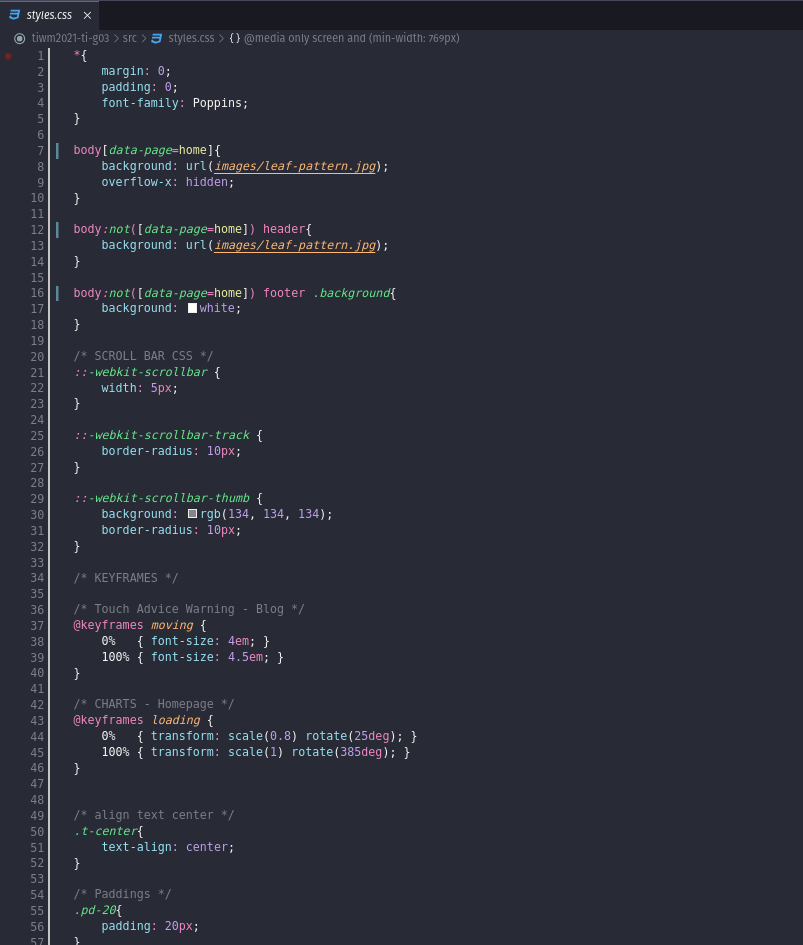 styles.css
tiwm2021-ti-g03 > src > styles.css > {} @media only screen and (min-width: 769px)
1 *{
2     margin: 0;
3     padding: 0;
4     font-family: Poppins;
5 }
6
7 body[data-page=home]{
8     background: url(images/leaf-pattern.jpg);
9     overflow-x: hidden;
10 }
11
12 body:not([data-page=home]) header{
13     background: url(images/leaf-pattern.jpg);
14 }
15
16 body:not([data-page=home]) footer .background{
17     background: white;
18 }
19
20 /* SCROLL BAR CSS */
21 ::-webkit-scrollbar {
22     width: 5px;
23 }
24
25 ::-webkit-scrollbar-track {
26     border-radius: 10px;
27 }
28
29 ::-webkit-scrollbar-thumb {
30     background: rgb(134, 134, 134);
31     border-radius: 10px;
32 }
33
34 /* KEYFRAMES */
35
36 /* Touch Advice Warning - Blog */
37 @keyframes moving {
38     0%   { font-size: 4em; }
39     100% { font-size: 4.5em; }
40 }
41
42 /* CHARTS - Homepage */
43 @keyframes loading {
44     0%   { transform: scale(0.8) rotate(25deg); }
45     100% { transform: scale(1) rotate(385deg); }
46 }
47
48
49 /* align text center */
50 .t-center{
51     text-align: center;
52 }
53
54 /* Paddings */
55 .pd-20{
56     padding: 20px;
57 }